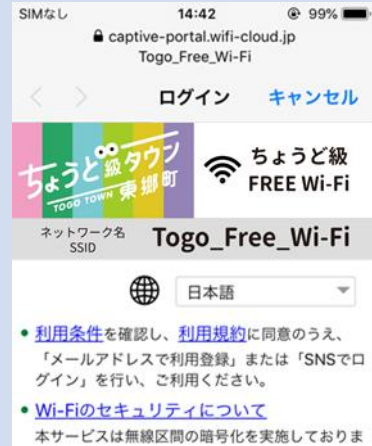 SIMなし 14:42 99%
captive-portal.wifi-cloud.jp
Togo_Free_Wi-Fi
ログイン キャンセル
ちょうど級タウン
TOGO TOWN 東郷町
ちょうど級
FREE Wi-Fi
ネットワーク名
SSID
Togo_Free_Wi-Fi
日本語
利用条件を確認し、利用規約に同意のうえ、
「メールアドレスで利用登録」または「SNSでロ
グイン」を行い、ご利用ください。
Wi-Fiのセキュリティについて
本サービスは無線区間の暗号化を実施しておりま